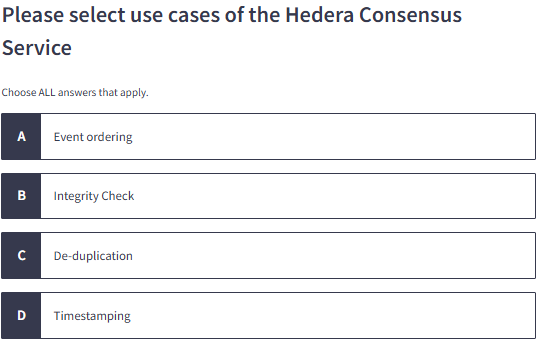 Please select use cases of the Hedera Consensus
Service
Choose ALL answers that apply.
A Event ordering
B Integrity Check
C De-duplication
D Timestamping